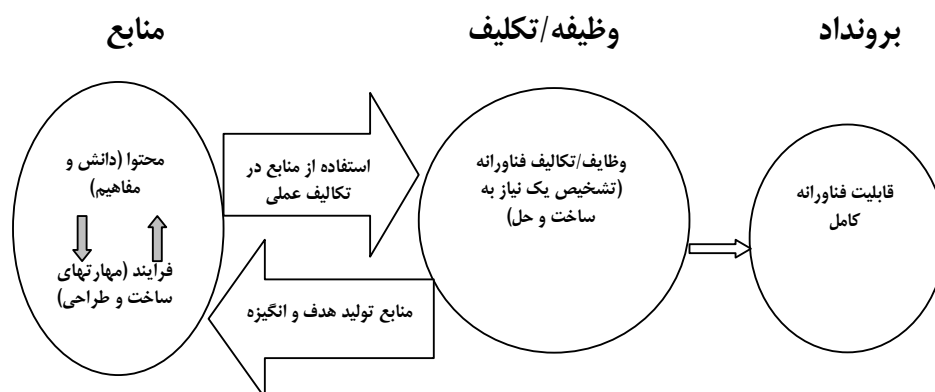 منابع
وظیفه/تکلیف
برونداد
محتوا (دانش و
مفاهیم)
فرایند (مهارتهای
ساخت و طراحی)
استفاده از منابع در
تکالیف عملی
منابع تولید هدف و انگیزه
وظایف/تکالیف فناورانه
(تشخیص یک نیاز به
ساخت و حل)
قابلیت فناورانه
کامل